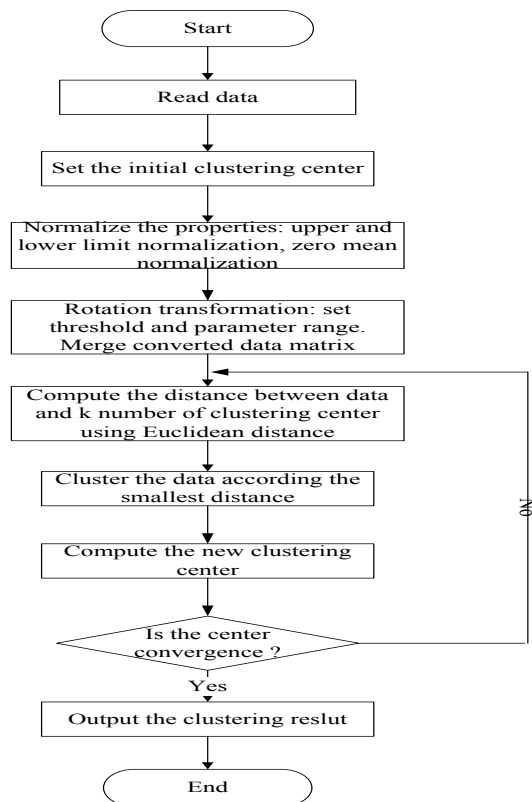 Start
Read data
Set the initial clustering center
Normalize the properties: upper and
lower limit normalization, zero mean
normalization
Rotation transformation: set
threshold and parameter range.
Merge converted data matrix
Compute the distance between data
and k number of clustering center
using Euclidean distance
Cluster the data according the
smallest distance
NO
Compute the new clustering
center
Is the center
convergence ?
Yes
Output the clustering reslut
End